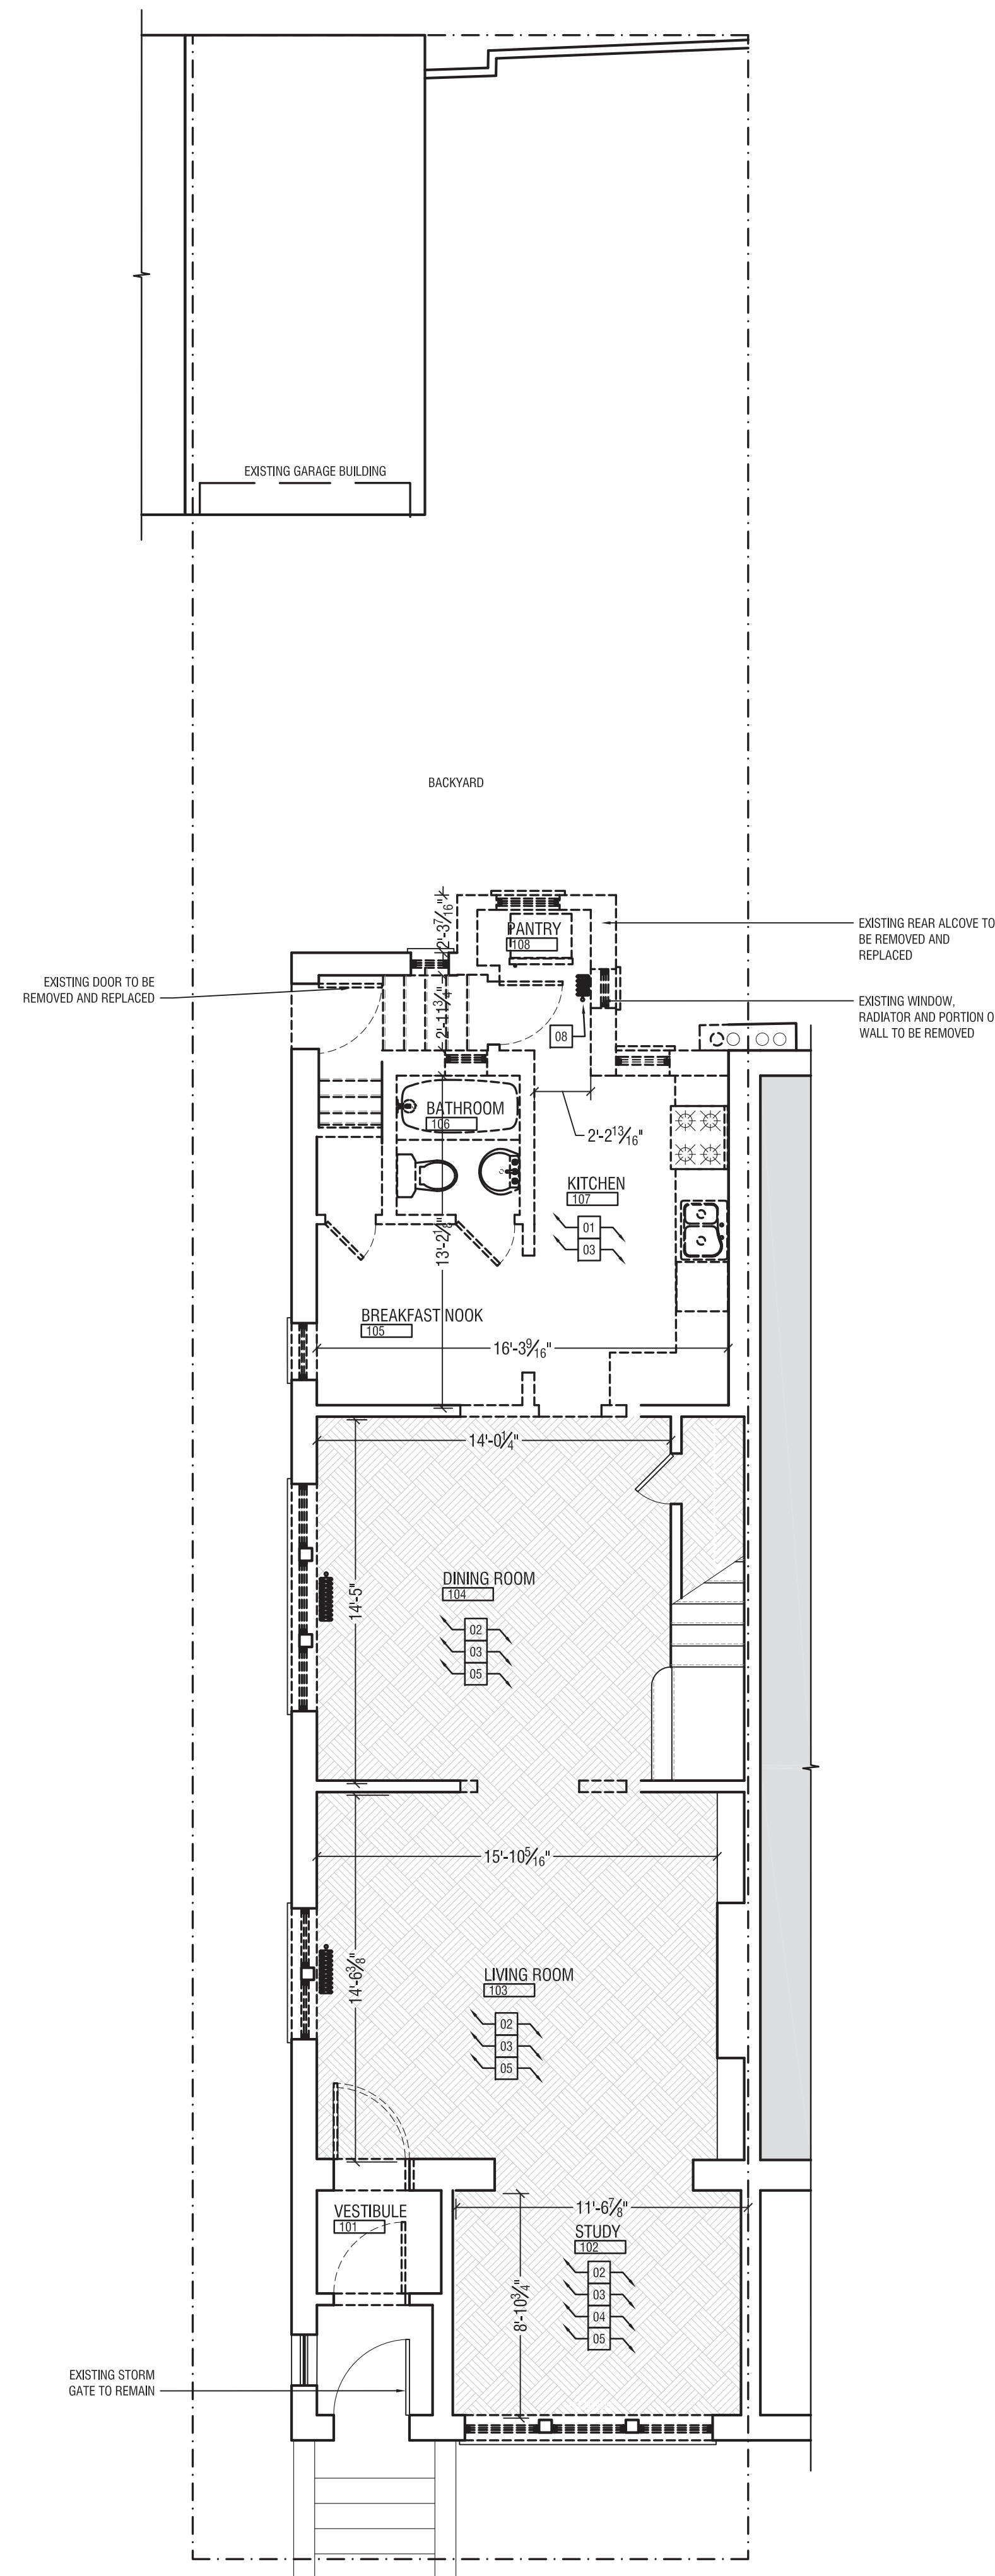 EXISTING GARAGE BUILDING
BACKYARD
2'-3 7/16"
PANTRY
108
EXISTING REAR ALCOVE TO
BE REMOVED AND
REPLACED
EXISTING DOOR TO BE
REMOVED AND REPLACED
2'-11 3/4"
EXISTING WINDOW,
RADIATOR AND PORTION O
WALL TO BE REMOVED
08
BATHROOM
106
2'-2 13/16"
KITCHEN
107
01
03
BREAKFAST NOOK
105
16'-3 9/16"
14'-0 1/4"
DINING ROOM
104
14'-5"
02
03
05
15'-10 5/16"
14'-6 3/8"
LIVING ROOM
103
02
03
05
VESTIBULE
101
11'-6 7/8"
STUDY
102
8'-10 3/4"
02
03
04
05
EXISTING STORM
GATE TO REMAIN